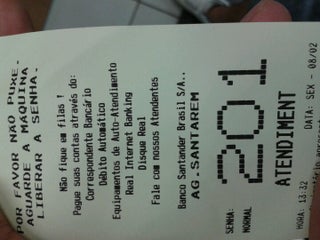 POR FAVOR NÃO PUXE.
AGUARDE A MÁQUINA
LIBERAR A SENHA.
Não fique em filas !
Pague suas contas através do:
Correspondente Bancário
Débito Automático
Equipamentos de Auto-Atendimento
Real Internet Banking
Disque Real
Fale com nossos Atendentes
Banco Santander Brasil S/A..
AG.SANTAREM
SENHA: 201
NORMAL
ATENDIMENT
HORA: 13:32 DATA: SEX - 08/02